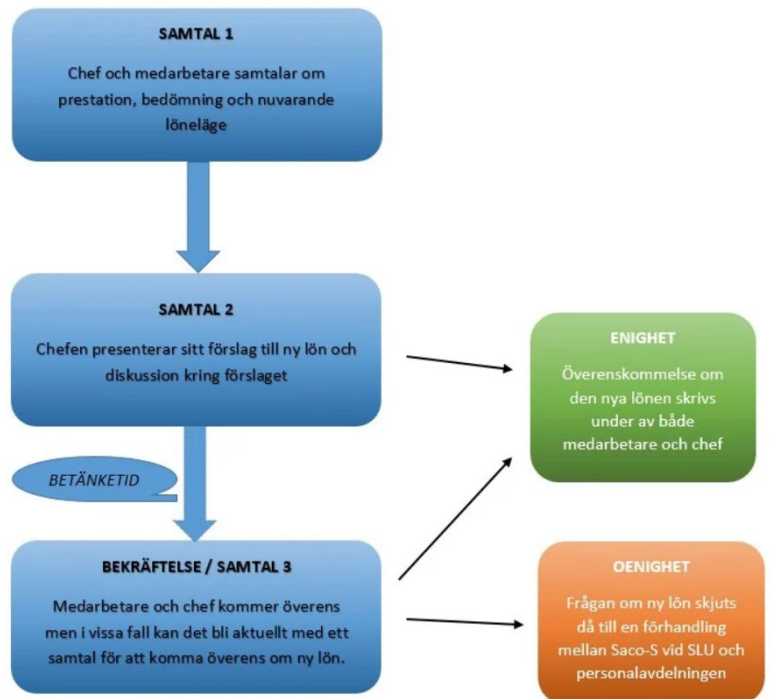 SAMTAL 1
Chef och medarbetare samtalar om
prestation, bedömning och nuvarande
löneläge
SAMTAL 2
Chefen presenterar sitt förslag till ny lön och
diskussion kring förslaget
ENIGHET
Överenskommelse om
den nya lönen skrivs
under av både
medarbetare och chef
BETÄNKETID
BEKRÄFTELSE / SAMTAL 3
Medarbetare och chef kommer överens
men i vissa fall kan det bli aktuellt med ett
samtal för att komma överens om ny lön.
OENIGHET
Frågan om ny lön skjuts
då till en förhandling
mellan Saco-S vid SLU och
personalavdelningen